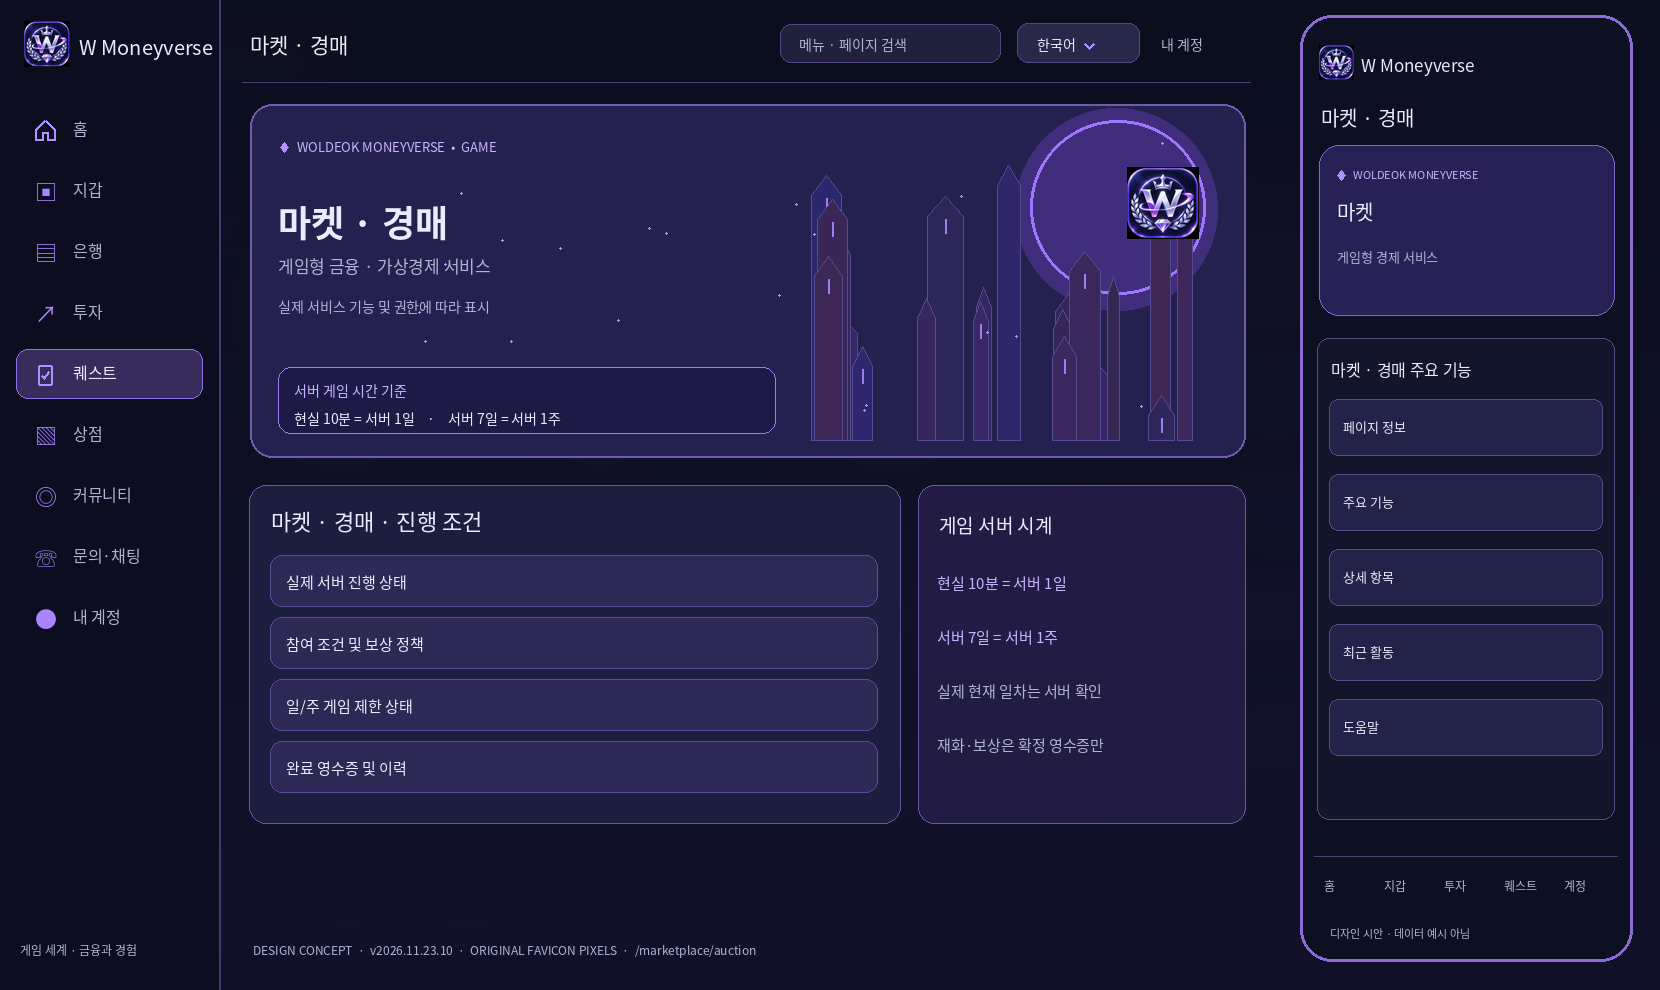 W Moneyverse
홈
지갑
은행
투자
퀘스트
상점
커뮤니티
문의·채팅
내 계정
게임 세계 · 금융과 경험
마켓 · 경매
메뉴 · 페이지 검색
한국어
내 계정
WOLDEOK MONEYVERSE • GAME
마켓 · 경매
게임형 금융 · 가상경제 서비스
실제 서비스 기능 및 권한에 따라 표시
서버 게임 시간 기준
현실 10분 = 서버 1일 · 서버 7일 = 서버 1주
W
마켓 · 경매 · 진행 조건
실제 서버 진행 상태
참여 조건 및 보상 정책
일/주 게임 제한 상태
완료 영수증 및 이력
게임 서버 시계
현실 10분 = 서버 1일
서버 7일 = 서버 1주
실제 현재 일차는 서버 확인
재화·보상은 확정 영수증만
DESIGN CONCEPT · v2026.11.23.10 · ORIGINAL FAVICON PIXELS · /marketplace/auction
W Moneyverse
마켓 · 경매
WOLDEOK MONEYVERSE
마켓
게임형 경제 서비스
마켓 · 경매 주요 기능
페이지 정보
주요 기능
상세 항목
최근 활동
도움말
홈 지갑 투자 퀘스트 계정
디자인 시안 · 데이터 예시 아님